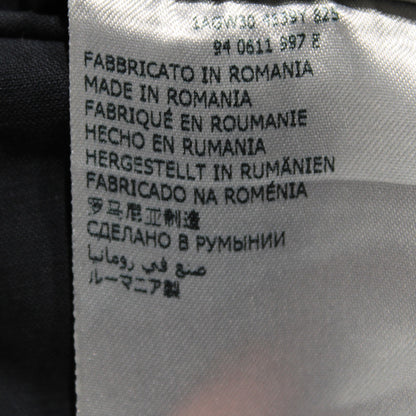 94 0611 997 8
FABBRICATO IN ROMANIA
MADE IN ROMANIA
FABRIQUÉ EN ROUMANIE
HECHO EN RUMANIA
HERGESTELLT IN RUMÄNIEN
FABRICADO NA ROMÉNIA
罗马尼亚制造
СДЕЛАНО В РУМЫНИИ
صنع في رومانيا
ルーマニア製